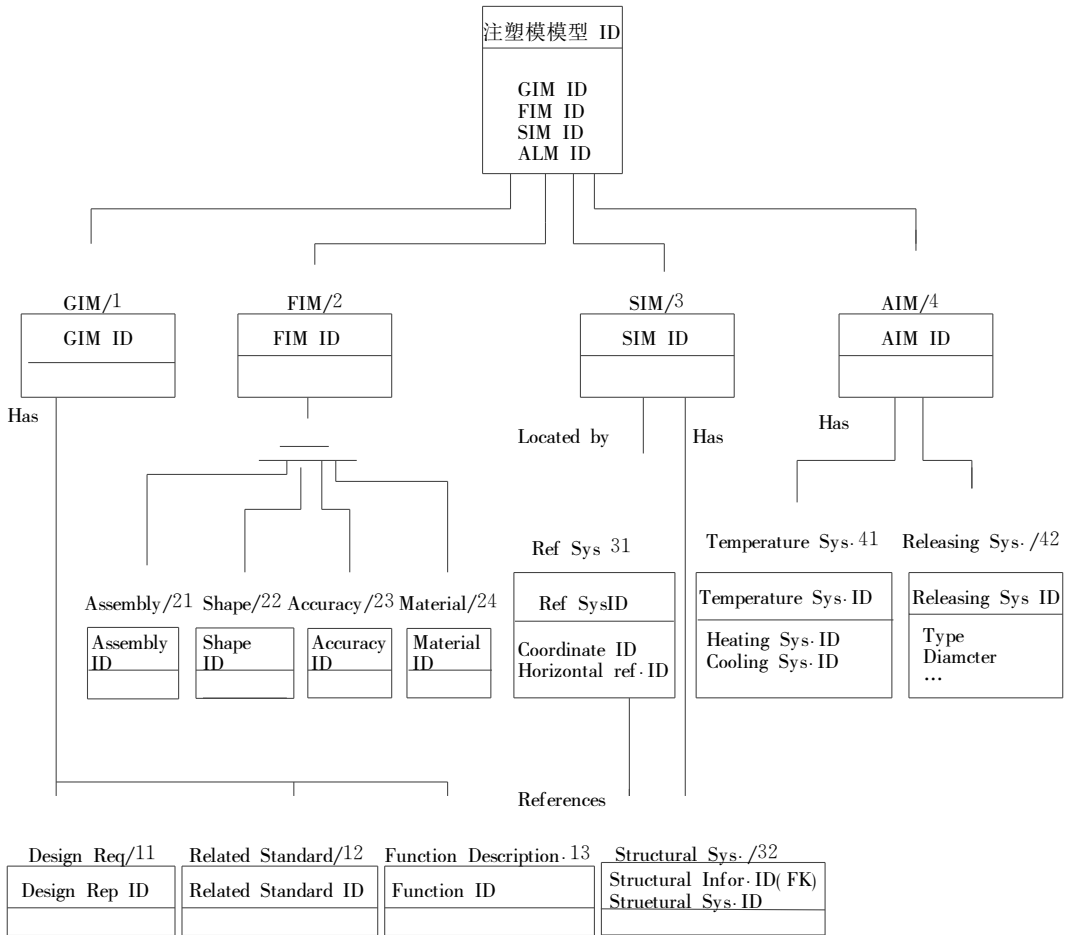 注塑模模型 ID
GIM ID
FIM ID
SIM ID
ALM ID
GIM/1
FIM/2
SIM/3
AIM/4
GIM ID
FIM ID
SIM ID
AIM ID
Has
Located by
Has
Has
Ref Sys 31
Temperature Sys. 41
Releasing Sys. /42
Assembly/21
Shape/22
Accuracy/23
Material/24
Ref SysID
Temperature Sys. ID
Releasing Sys ID
Assembly
ID
Shape
ID
Accuracy
ID
Material
ID
Coordinate ID
Horizontal ref. ID
Heating Sys. ID
Cooling Sys. ID
Type
Diamcter
…
References
Design Req/11
Related Standard/12
Function Description. 13
Structural Sys. /32
Design Rep ID
Related Standard ID
Function ID
Structural Infor. ID( FK)
Struetural Sys. ID